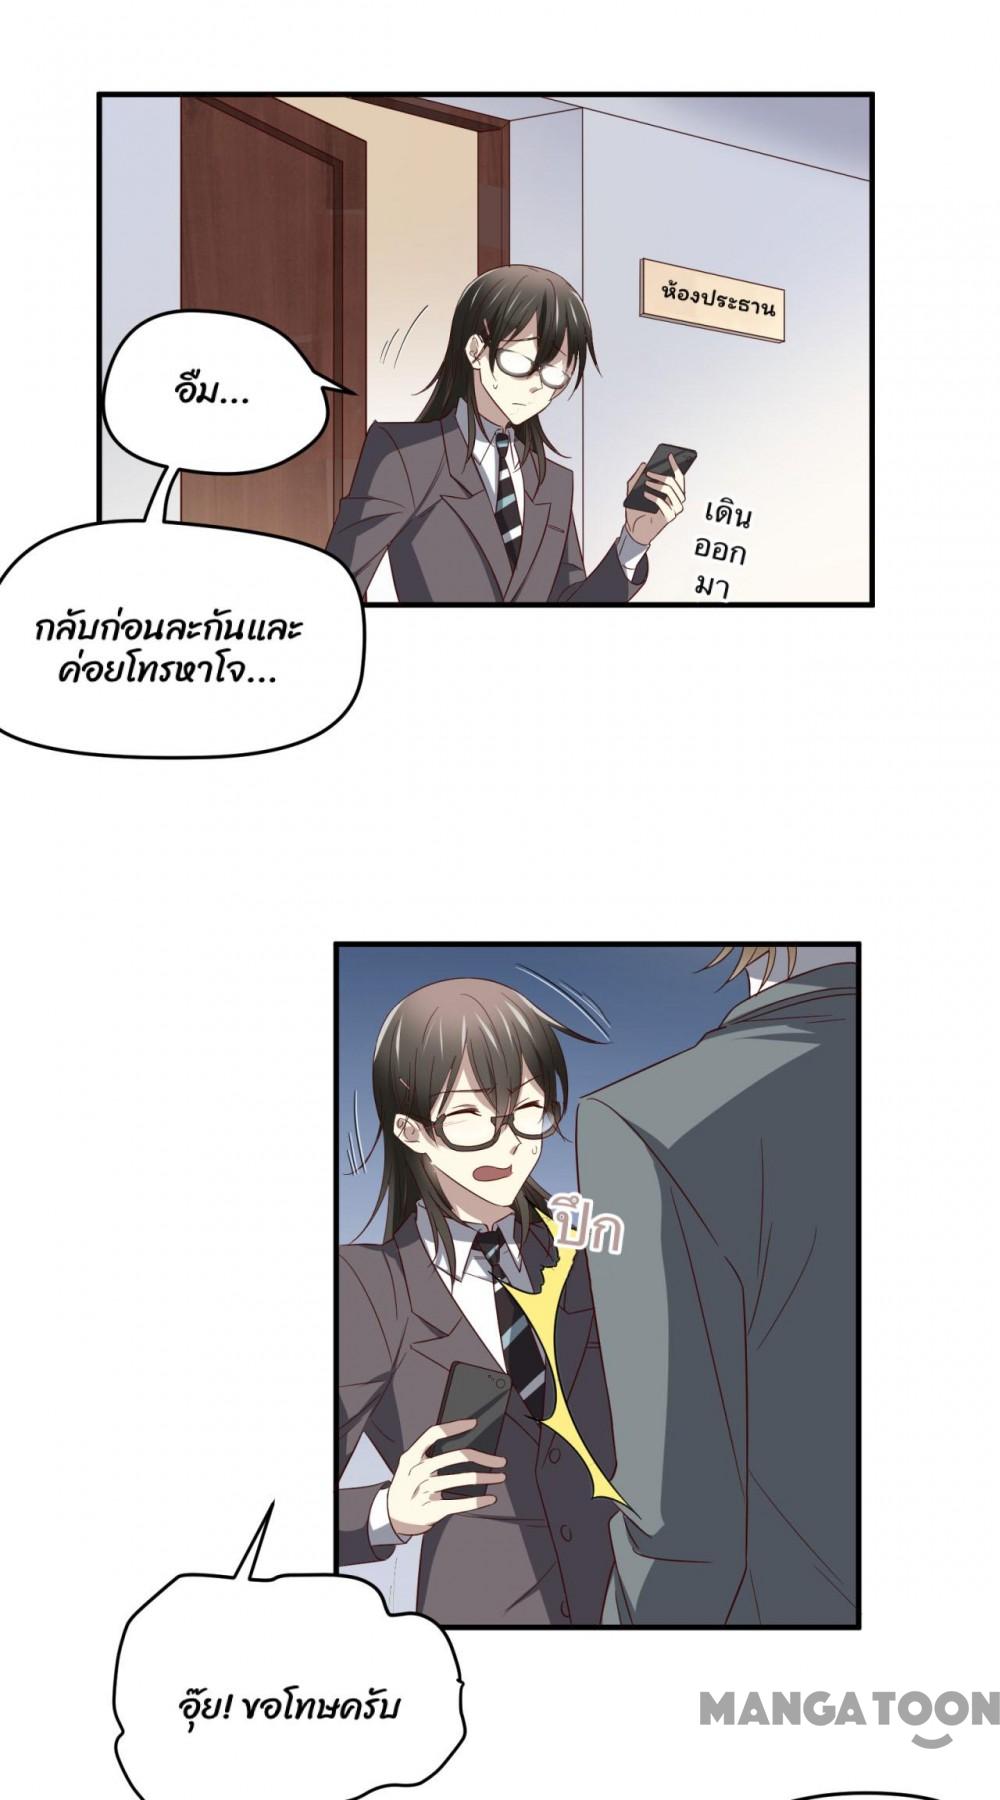 ห้องประธาน
อืม...
เดิน
ออก
มา
กลับก่อนละกันและ
ค่อยโทรหาโจ...
ปึก
อุ๊ย! ขอโทษครับ
MANGATOON